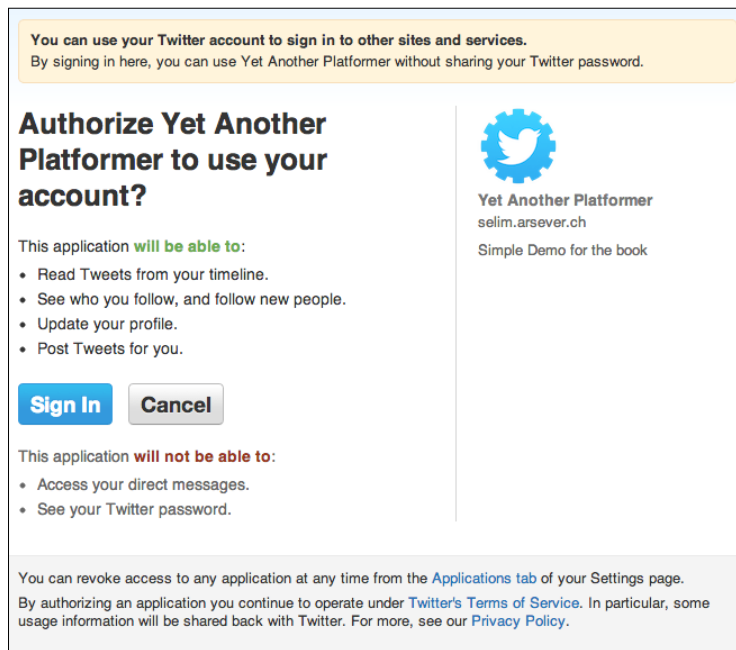 You can use your Twitter account to sign in to other sites and services.
By signing in here, you can use Yet Another Platformer without sharing your Twitter password.
Authorize Yet Another
Platformer to use your
account?
This application will be able to:
• Read Tweets from your timeline.
• See who you follow, and follow new people.
• Update your profile.
• Post Tweets for you.
Sign In Cancel
This application will not be able to:
• Access your direct messages.
• See your Twitter password.
Yet Another Platformer
selim.arsever.ch
Simple Demo for the book
You can revoke access to any application at any time from the Applications tab of your Settings page.
By authorizing an application you continue to operate under Twitter's Terms of Service. In particular, some
usage information will be shared back with Twitter. For more, see our Privacy Policy.